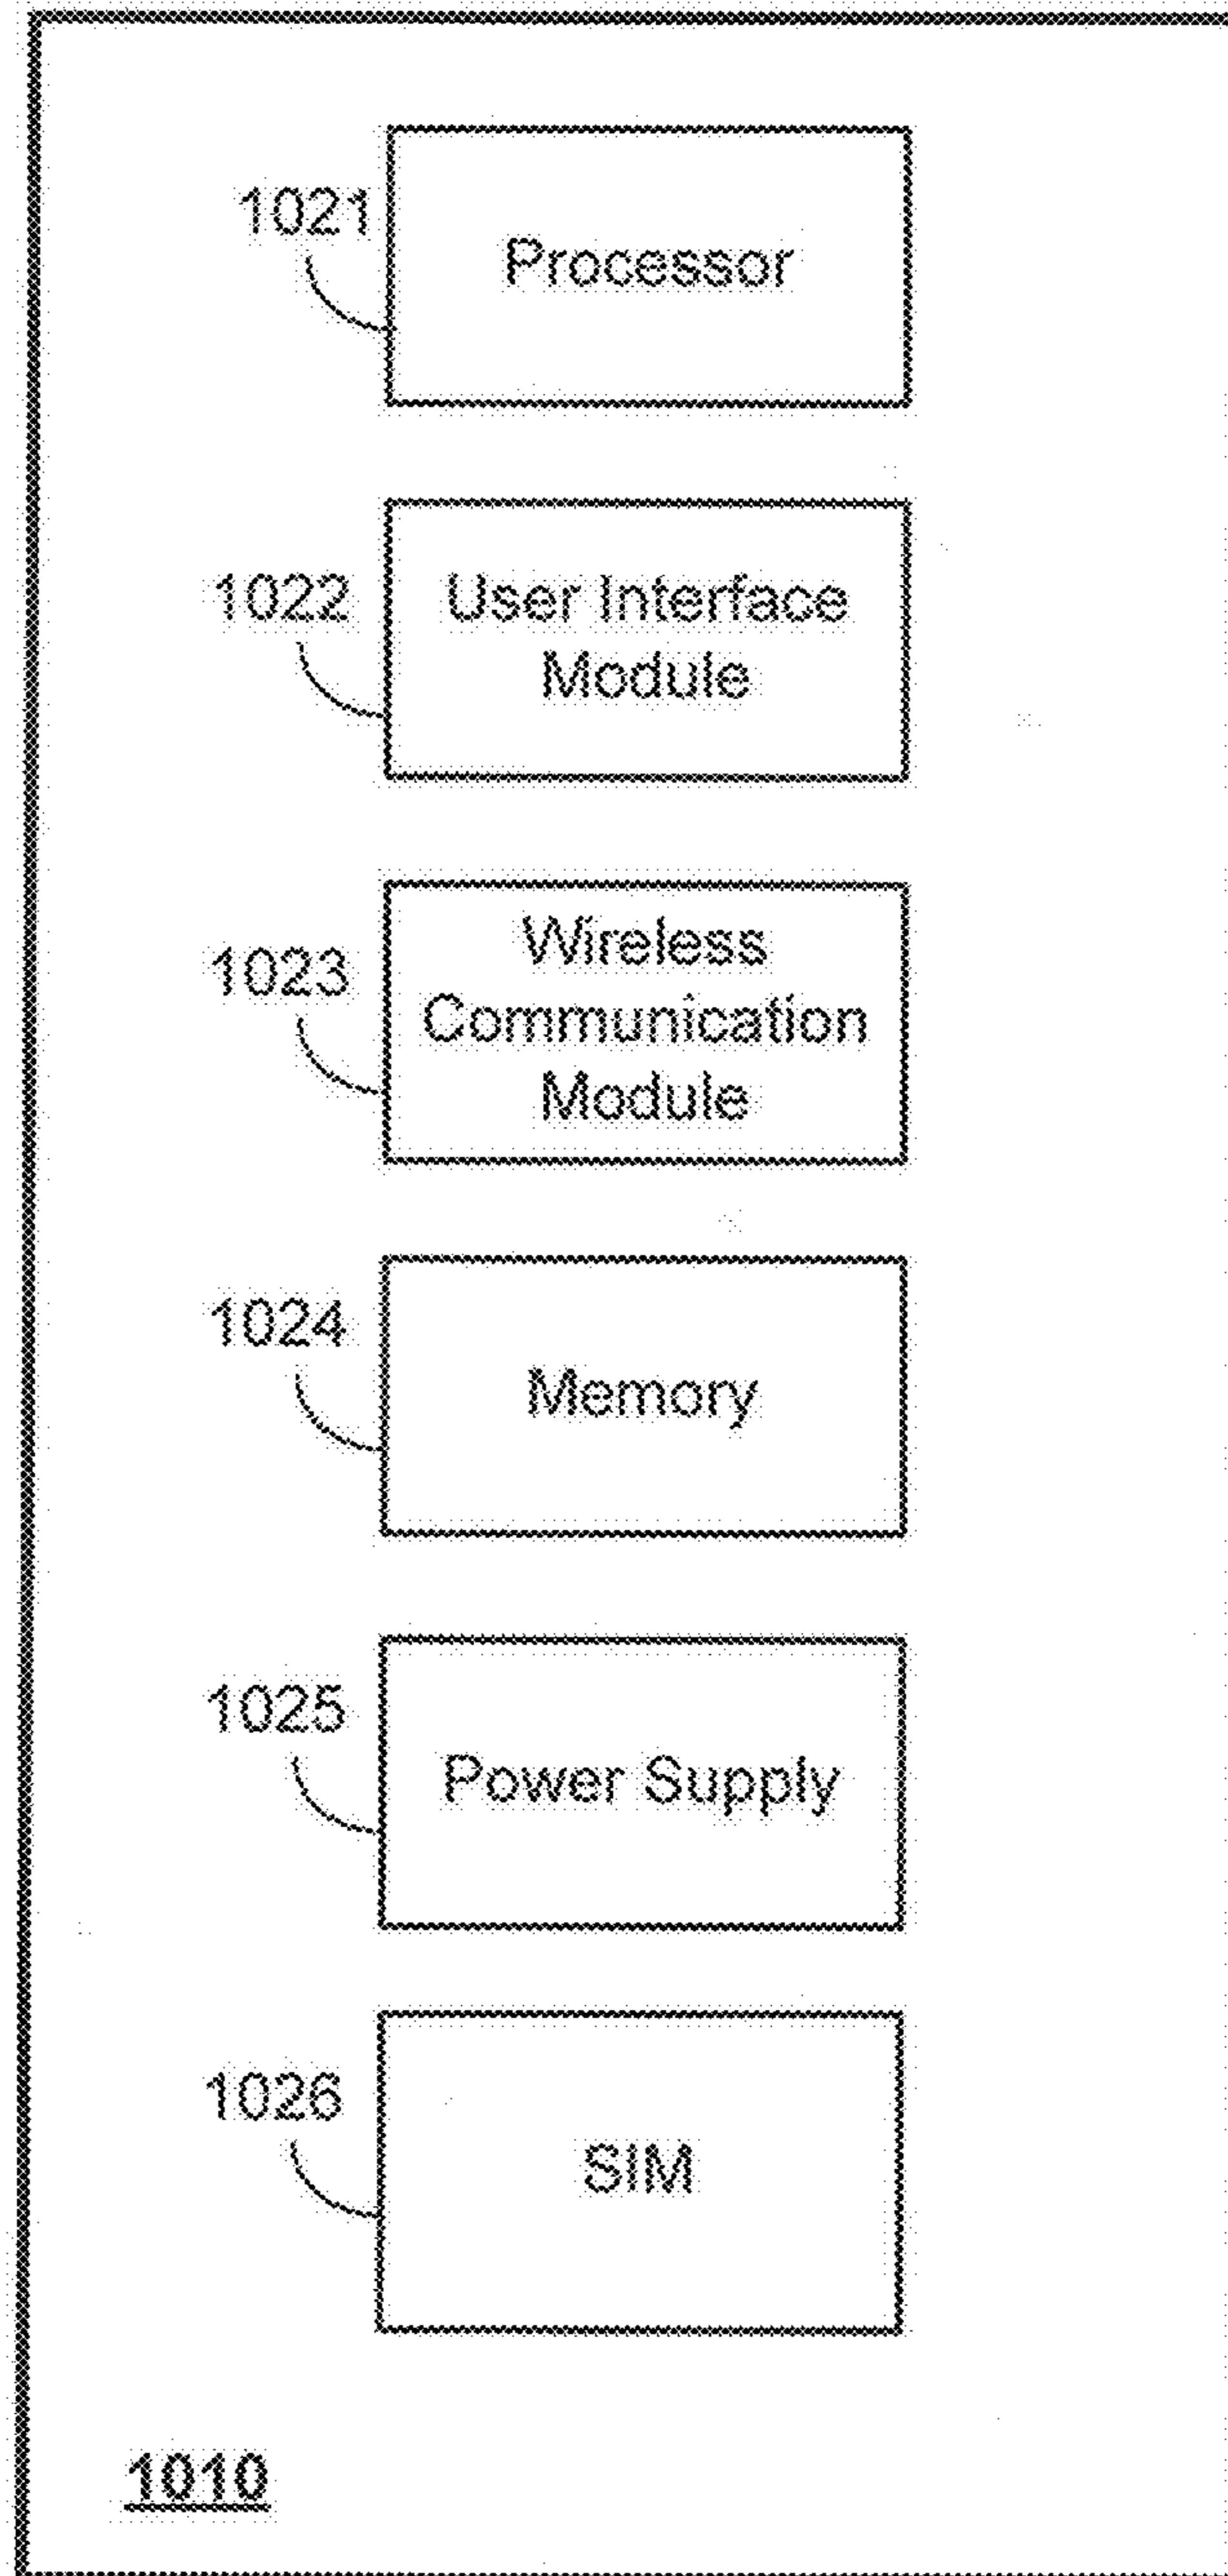 1021
Processor
1022
User Interface
Module
1023
Wireless
Communication
Module
1024
Memory
1025
Power Supply
1026
SIM
1010